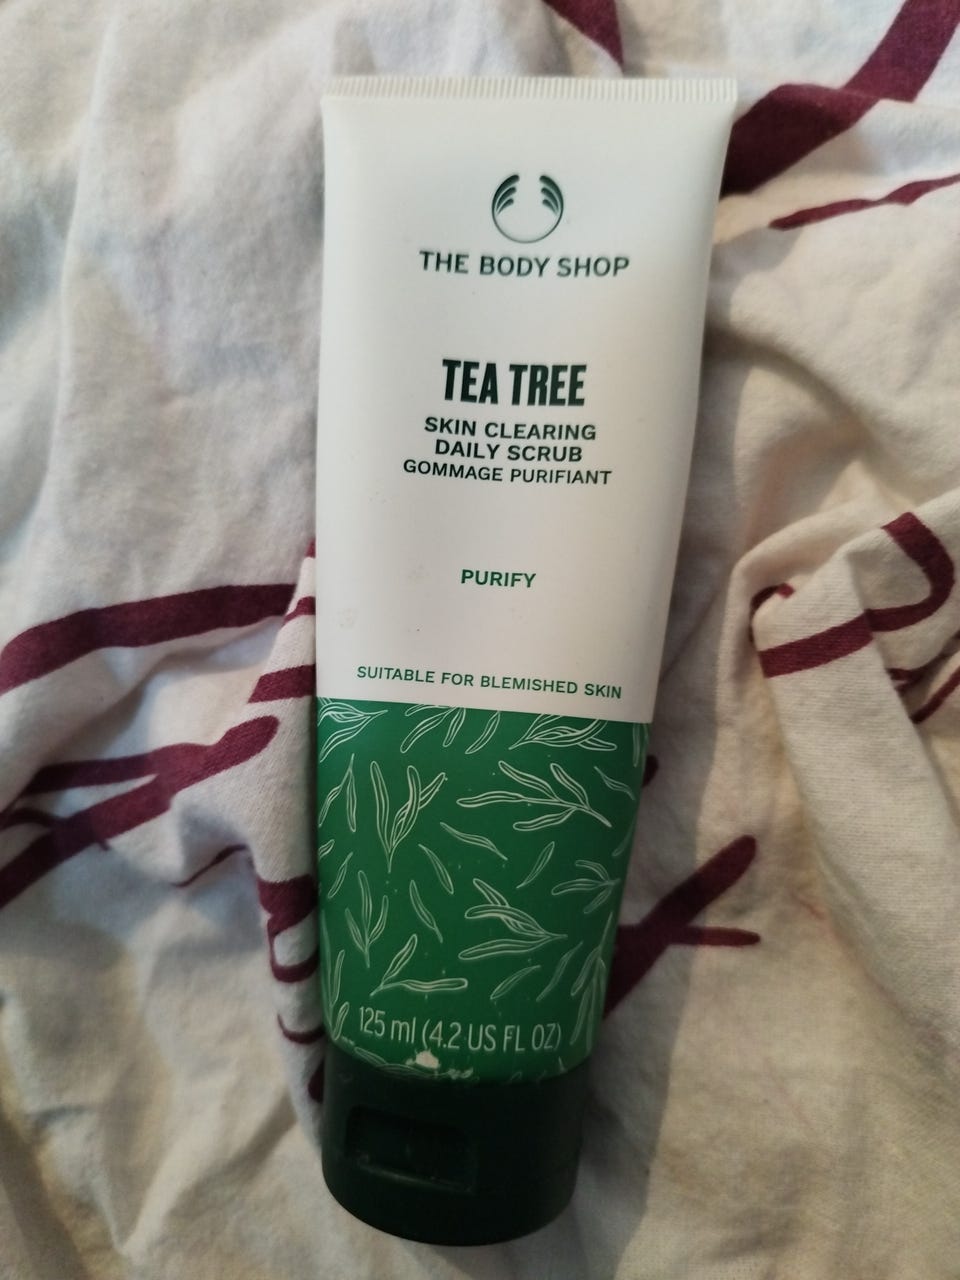 THE BODY SHOP
TEA TREE
SKIN CLEARING
DAILY SCRUB
GOMMAGE PURIFIANT
PURIFY
SUITABLE FOR BLEMISHED SKIN
125 ml (4.2 US FL OZ)